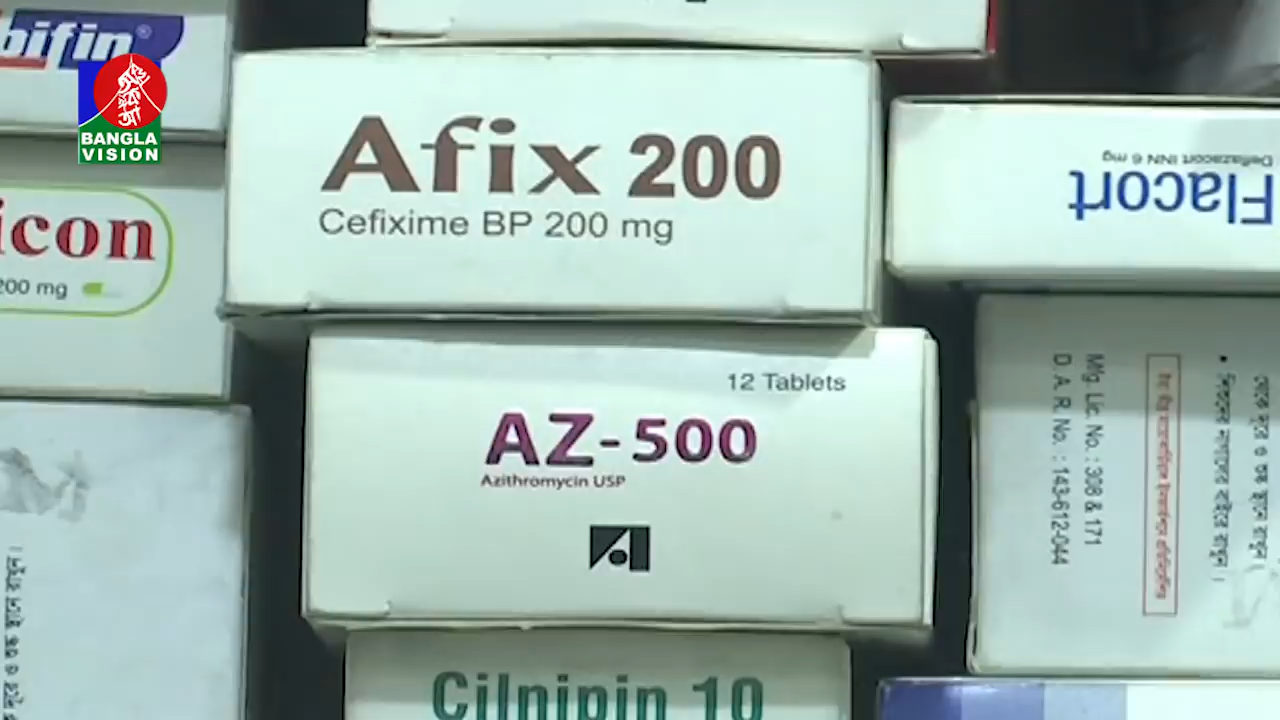 bifin®
BANGLA
VISION
icon
200 mg
Afix 200
Cefixime BP 200 mg
Deflazacort INN 6 mg
Flacort
12 Tablets
AZ-500
Azithromycin USP
Mfg. Lic. No. : 308 & 171
D. A. R. No. : 143-612-044
Cilnipin 10